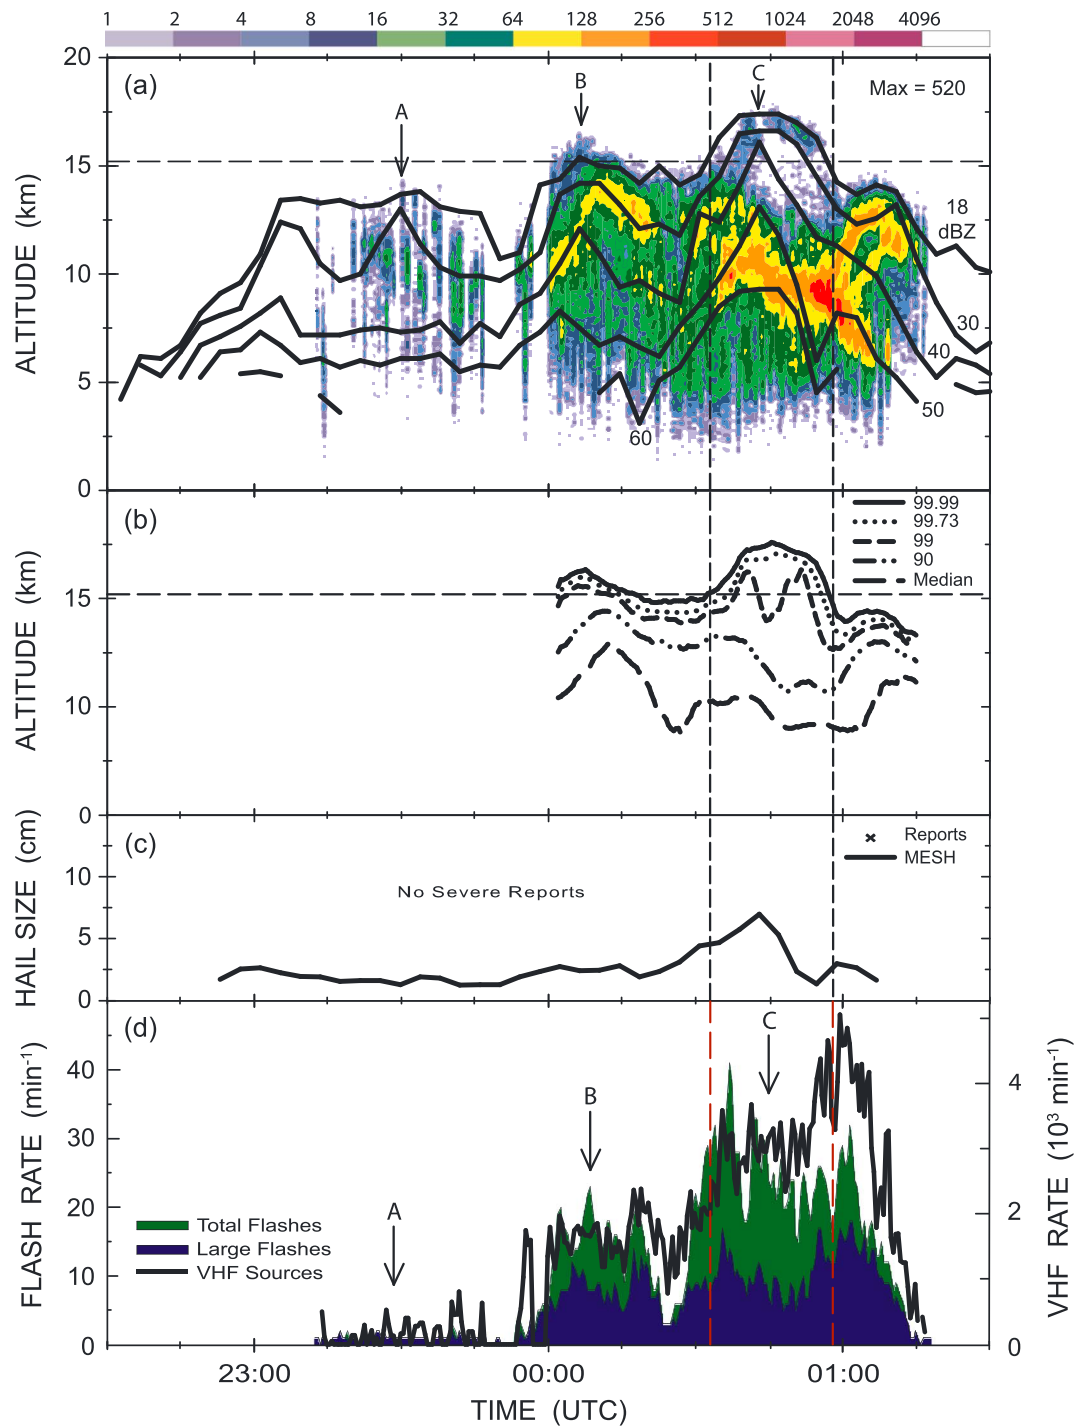 1 2 4 8 16 32 64 128 256 512 1024 2048 4096
20
(a)
A
B
C
Max = 520
15
ALTITUDE (km)
18
dBZ
10
30
40
5
50
60
0
(b)
99.99
99.73
99
90
Median
ALTITUDE (km)
15
10
0
(c)
Reports
MESH
HAIL SIZE (cm)
10
No Severe Reports
5
0
(d)
C
40
4
B
30
FLASH RATE (min-1)
VHF RATE (10³ min-1)
20
2
A
Total Flashes
Large Flashes
VHF Sources
10
0
0
23:00 00:00 01:00
TIME (UTC)